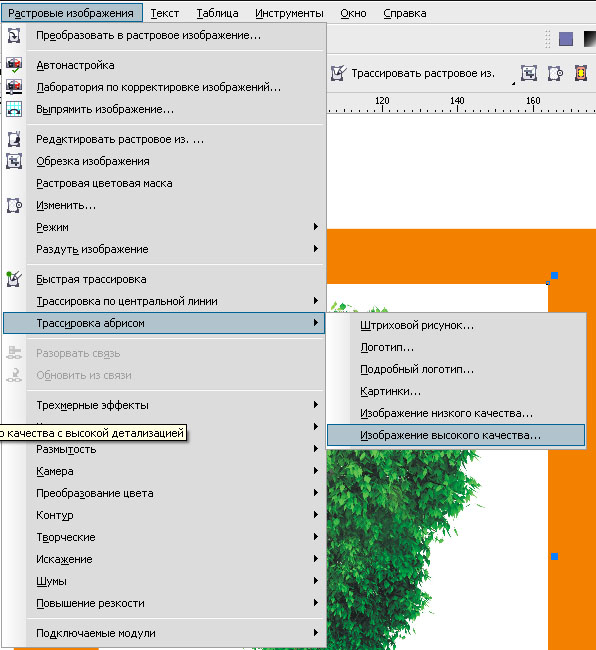 Растровые изображения Текст Таблица Инструменты Окно Справка
Преобразовать в растровое изображение...
Автонастройка
Лаборатория по корректировке изображений...
Выпрямить изображение...
Редактировать растровое из. ...
Обрезка изображения
Растровая цветовая маска
Изменить...
Режим
Раздуть изображение
Быстрая трассировка
Трассировка по центральной линии
Трассировка абрисом
Разорвать связь
Обновить из связи
Трехмерные эффекты
о качества с высокой детализацией
Размытость
Камера
Преобразование цвета
Контур
Творческие
Искажение
Шумы
Повышение резкости
Подключаемые модули
Трассировать растровое из.
120 140 160
Штриховой рисунок...
Логотип...
Подробный логотип...
Картинки...
Изображение низкого качества...
Изображение высокого качества...